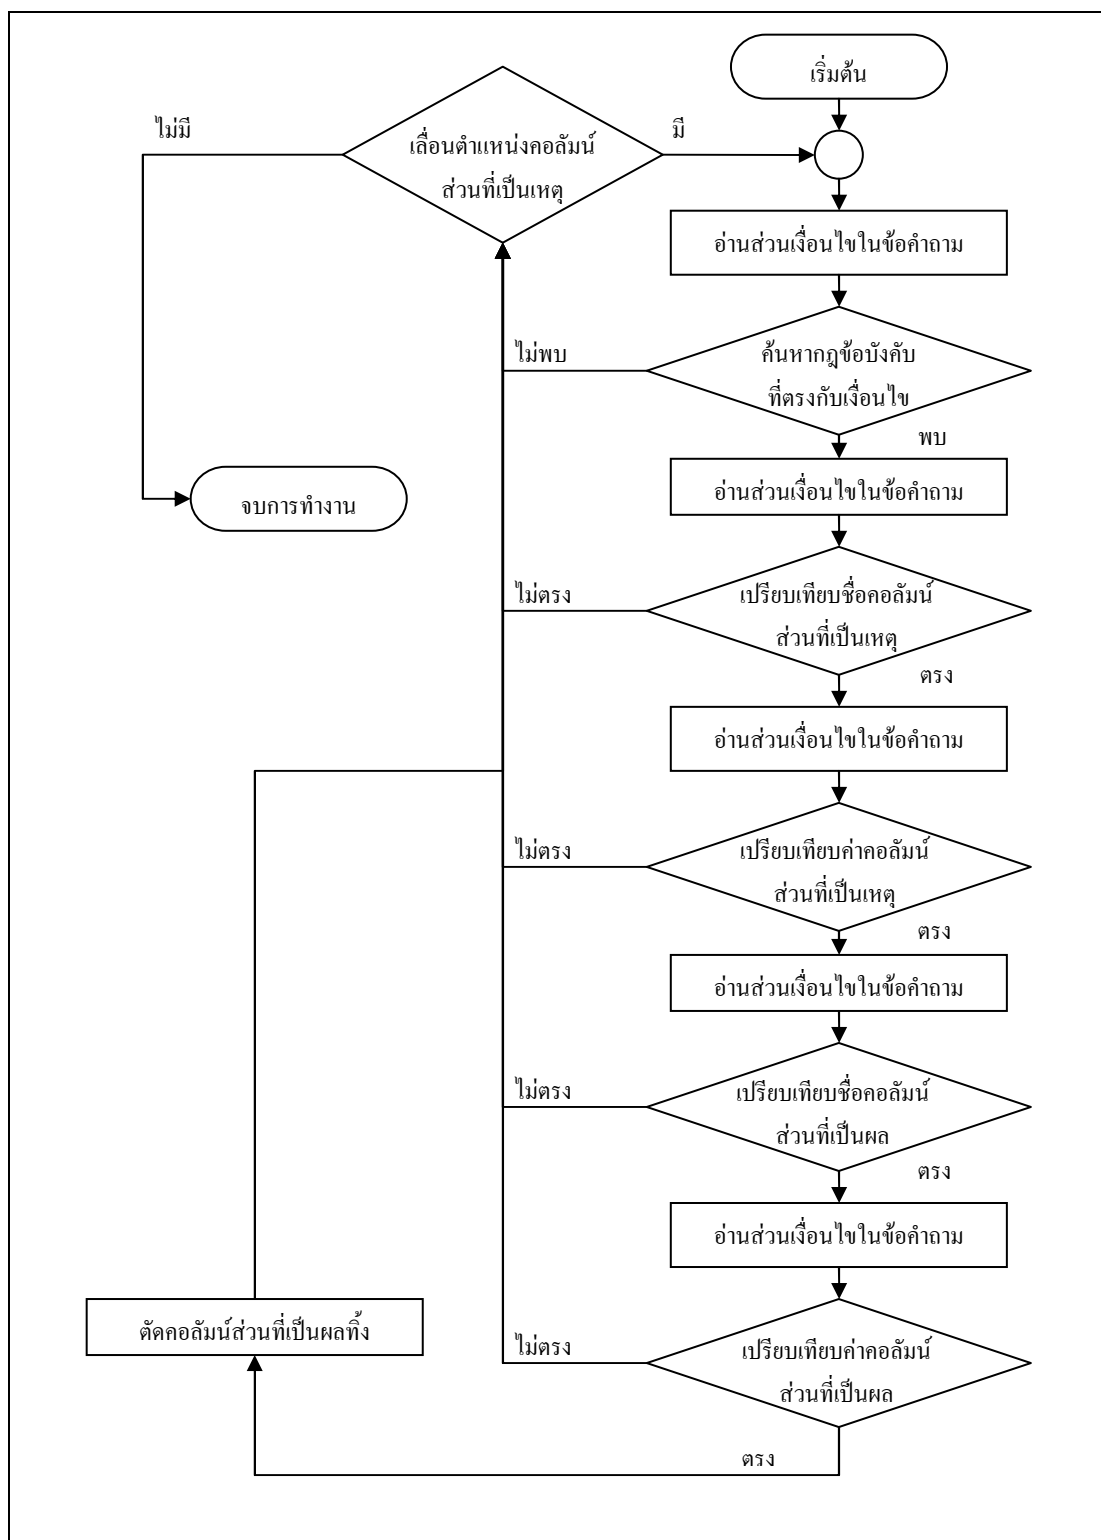 เริ่มต้น
ไม่มี
เลื่อนตำแหน่งคอลัมน์
ส่วนที่เป็นเหตุ
มี
อ่านส่วนเงื่อนไขในข้อคำถาม
ไม่พบ
ค้นหากฎข้อบังคับ
ที่ตรงกับเงื่อนไข
พบ
อ่านส่วนเงื่อนไขในข้อคำถาม
จบการทำงาน
ไม่ตรง
เปรียบเทียบชื่อคอลัมน์
ส่วนที่เป็นเหตุ
ตรง
อ่านส่วนเงื่อนไขในข้อคำถาม
ไม่ตรง
เปรียบเทียบค่าคอลัมน์
ส่วนที่เป็นเหตุ
ตรง
อ่านส่วนเงื่อนไขในข้อคำถาม
ไม่ตรง
เปรียบเทียบชื่อคอลัมน์
ส่วนที่เป็นผล
ตรง
อ่านส่วนเงื่อนไขในข้อคำถาม
ตัดคอลัมน์ส่วนที่เป็นผลทิ้ง
ไม่ตรง
เปรียบเทียบค่าคอลัมน์
ส่วนที่เป็นผล
ตรง